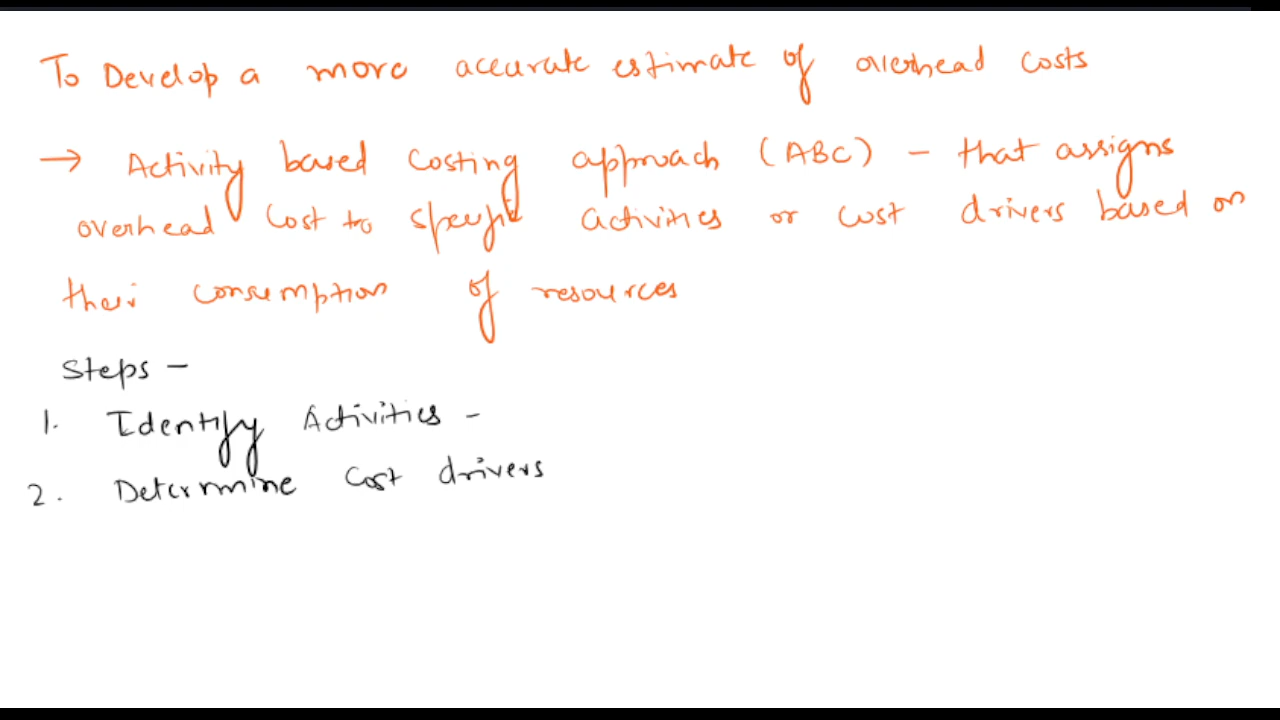 To Develop a more accurate estimate of overhead costs
→ Activity based costing approach (ABC) - that assigns
overhead cost to specific activities or cost drivers based on
their consumption of resources
Steps -
1. Identify Activities -
2. Determine Cost drivers